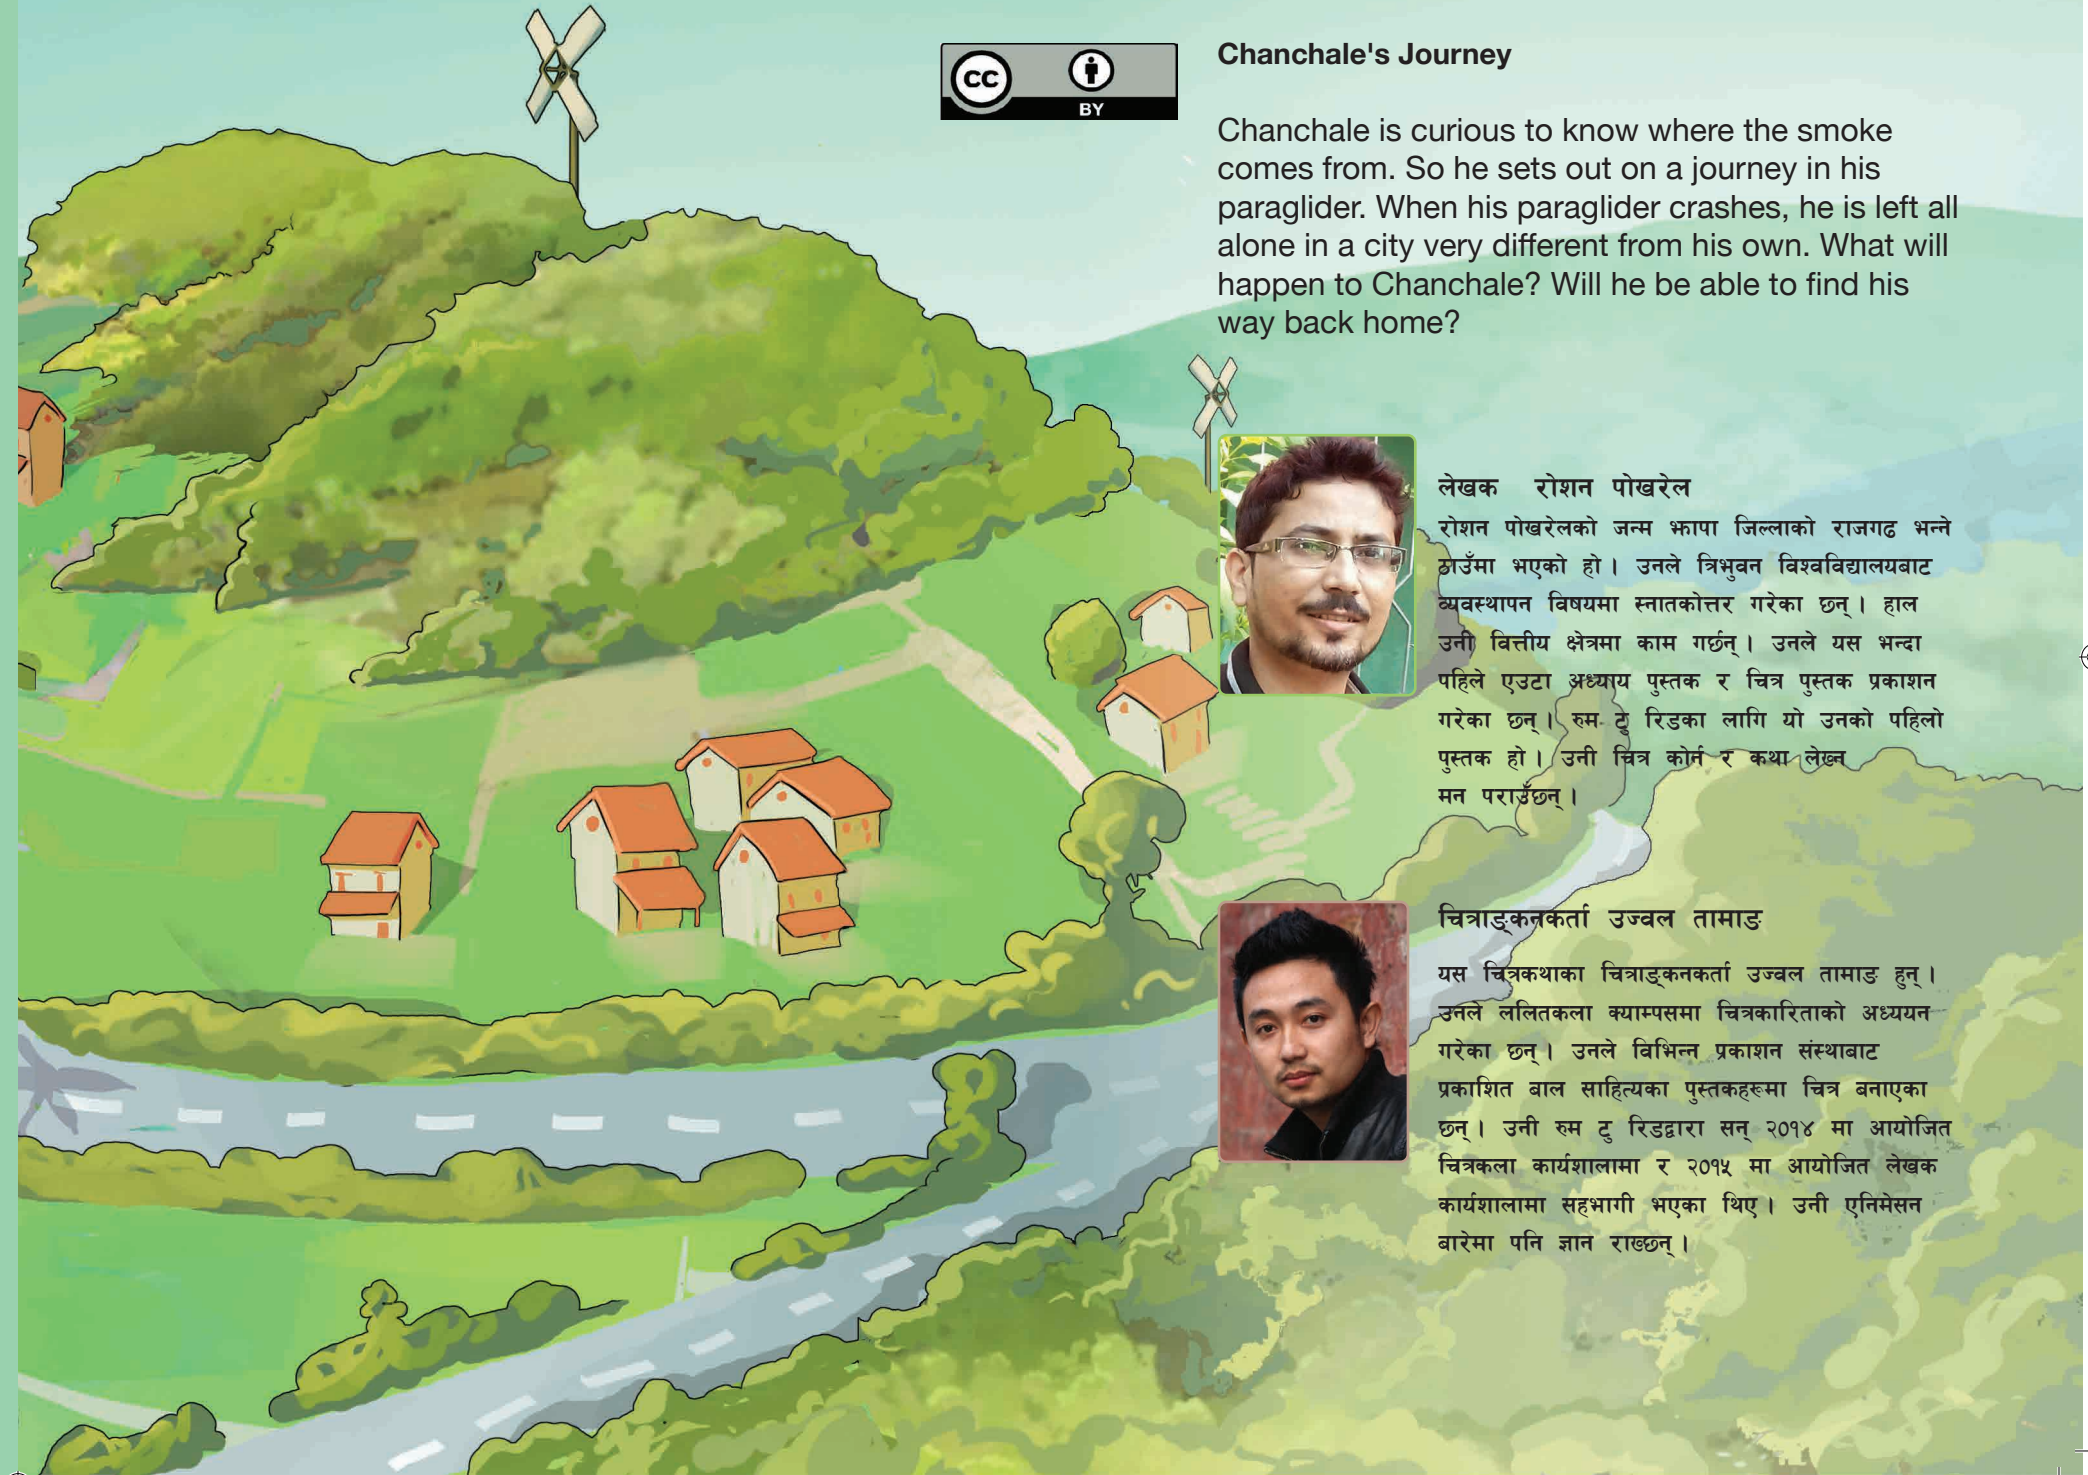 cc
BY
Chanchale's Journey
Chanchale is curious to know where the smoke
comes from. So he sets out on a journey in his
paraglider. When his paraglider crashes, he is left all
alone in a city very different from his own. What will
happen to Chanchale? Will he be able to find his
way back home?
लेखक रोशन पोखरेल
रोशन पोखरेलको जन्म झापा जिल्लाको राजगढ भन्ने
ठाउँमा भएको हो । उनले त्रिभुवन विश्वविद्यालयबाट
व्यवस्थापन विषयमा स्नातकोत्तर गरेका छन् । हाल
उनी वित्तीय क्षेत्रमा काम गर्छन् । उनले यस भन्दा
पहिले एउटा अध्याय पुस्तक र चित्र पुस्तक प्रकाशन
गरेका छन् । रुम टु रिडका लागि यो उनको पहिलो
पुस्तक हो । उनी चित्र कोर्न र कथा लेख्न
मन पराउँछन् ।
चित्राङ्कनकर्ता उज्वल तामाङ
यस चित्रकथाका चित्राङ्कनकर्ता उज्वल तामाङ हुन् ।
उनले ललितकला क्याम्पसमा चित्रकारिताको अध्ययन
गरेका छन् । उनले विभिन्न प्रकाशन संस्थाबाट
प्रकाशित बाल साहित्यका पुस्तकहरूमा चित्र बनाएका
छन् । उनी रुम टु रिडद्वारा सन् २०१४ मा आयोजित
चित्रकला कार्यशालामा र २०१५ मा आयोजित लेखक
कार्यशालामा सहभागी भएका थिए । उनी एनिमेसन
बारेमा पनि ज्ञान राख्छन् ।